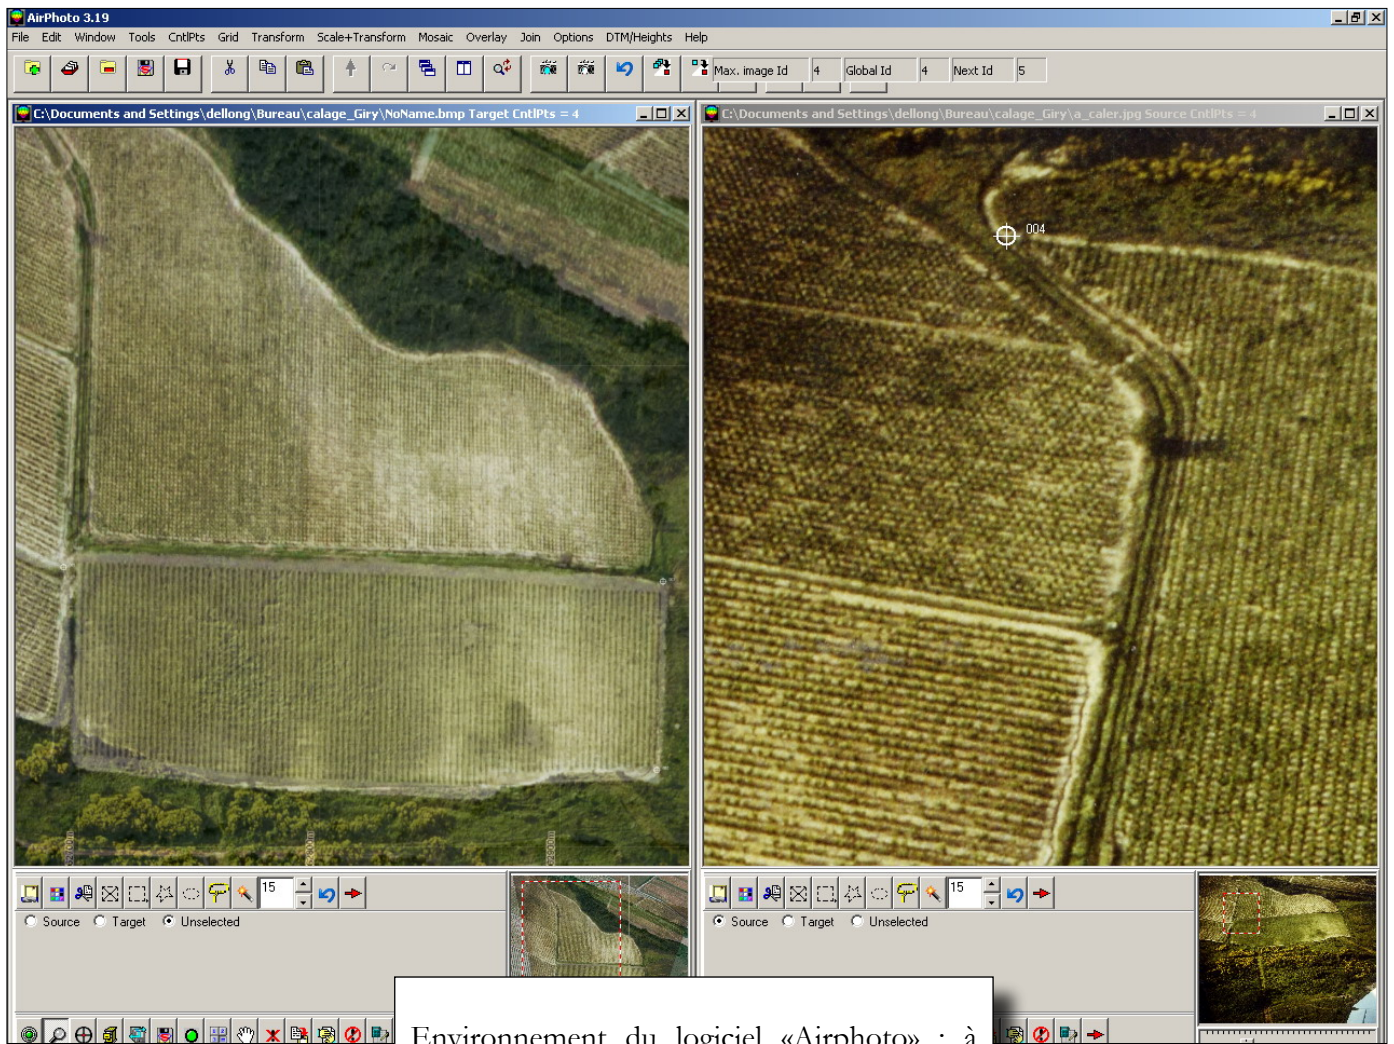 AirPhoto 3.19
File Edit Window Tools CntlPts Grid Transform Scale+Transform Mosaic Overlay Join Options DTM/Heights Help
Max. image Id 4 Global Id 4 Next Id 5
C:\Documents and Settings\dellong\Bureau\calage_Giry\NoName.bmp Target CntlPts = 4
C:\Documents and Settings\dellong\Bureau\calage_Giry\a_caler.jpg Source CntlPts = 4
004
15
Source Target Unselected
15
Source Target Unselected
Environnement du logiciel «Airphoto» : à